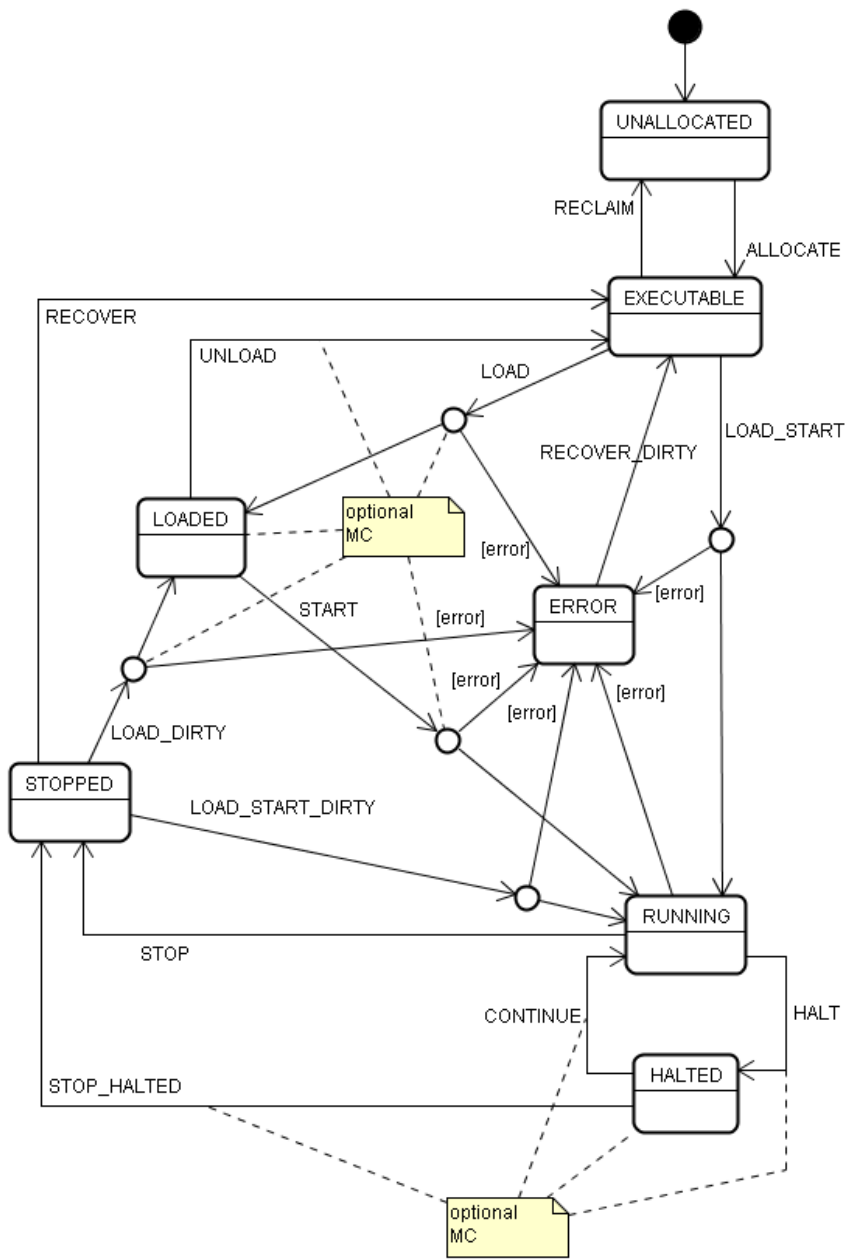 UNALLOCATED
RECLAIM
ALLOCATE
EXECUTABLE
RECOVER
UNLOAD
LOAD
LOAD_START
RECOVER_DIRTY
LOADED
optional
MC
[error]
ERROR
[error]
START
[error]
[error]
[error]
[error]
LOAD_DIRTY
STOPPED
LOAD_START_DIRTY
RUNNING
STOP
CONTINUE
HALT
HALTED
STOP_HALTED
optional
MC